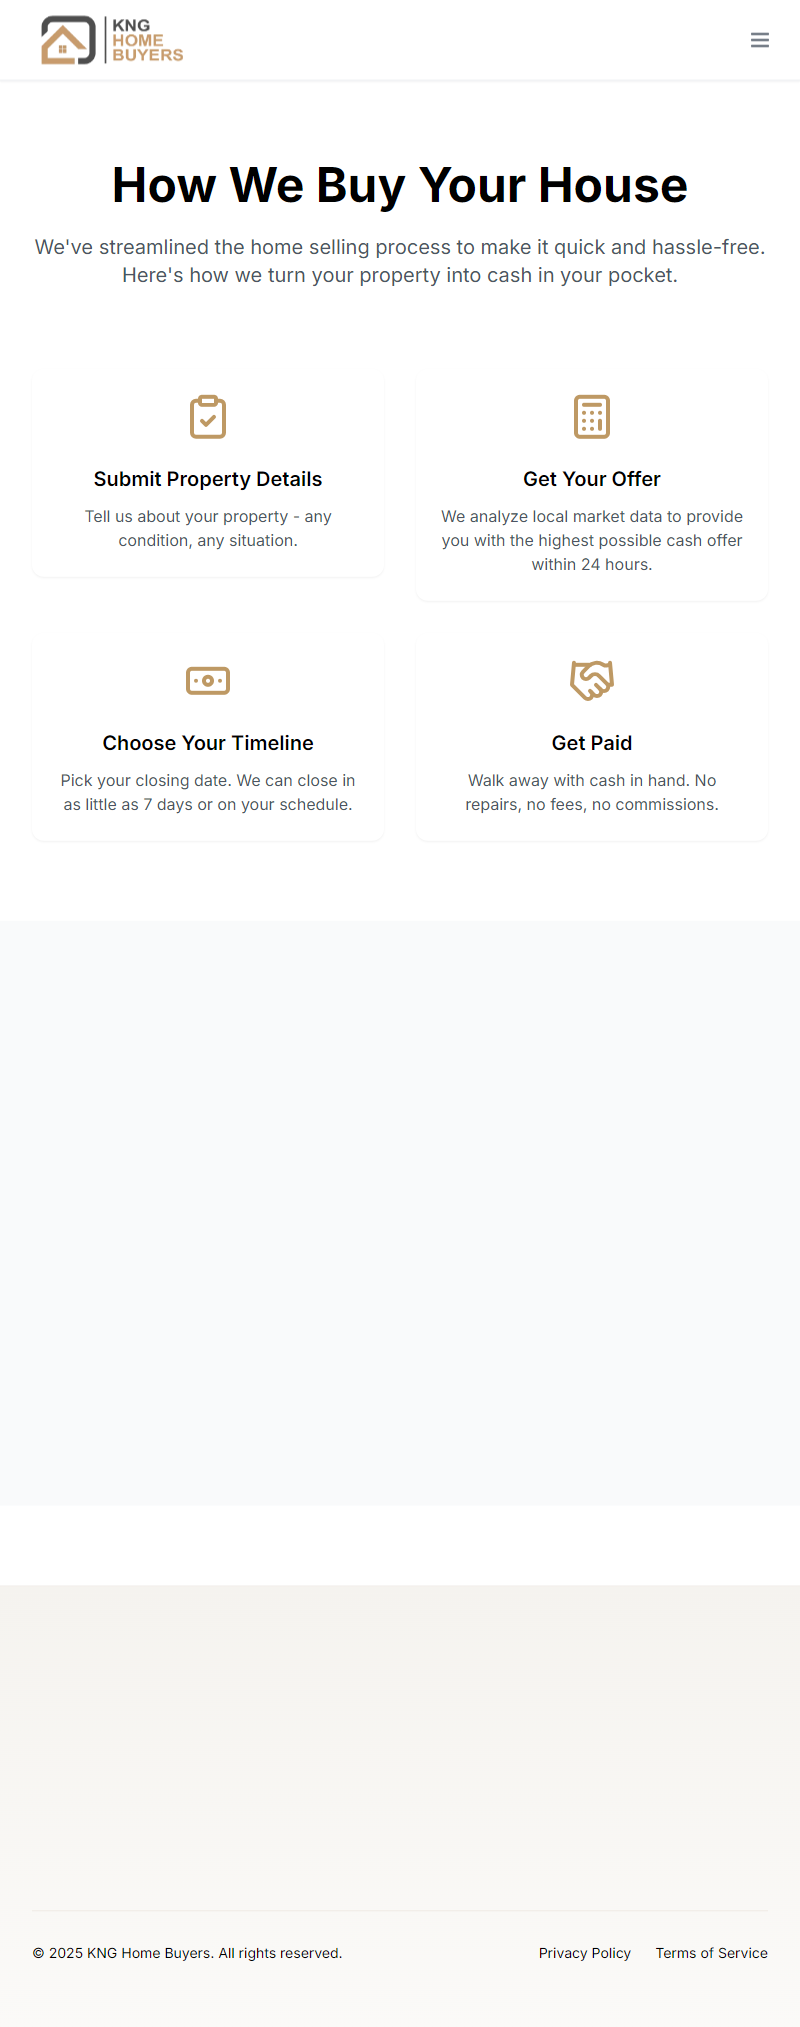 KNG
HOME
BUYERS
How We Buy Your House
We've streamlined the home selling process to make it quick and hassle-free.
Here's how we turn your property into cash in your pocket.
Submit Property Details
Tell us about your property - any
condition, any situation.
Get Your Offer
We analyze local market data to provide
you with the highest possible cash offer
within 24 hours.
Choose Your Timeline
Pick your closing date. We can close in
as little as 7 days or on your schedule.
Get Paid
Walk away with cash in hand. No
repairs, no fees, no commissions.
© 2025 KNG Home Buyers. All rights reserved.
Privacy Policy
Terms of Service